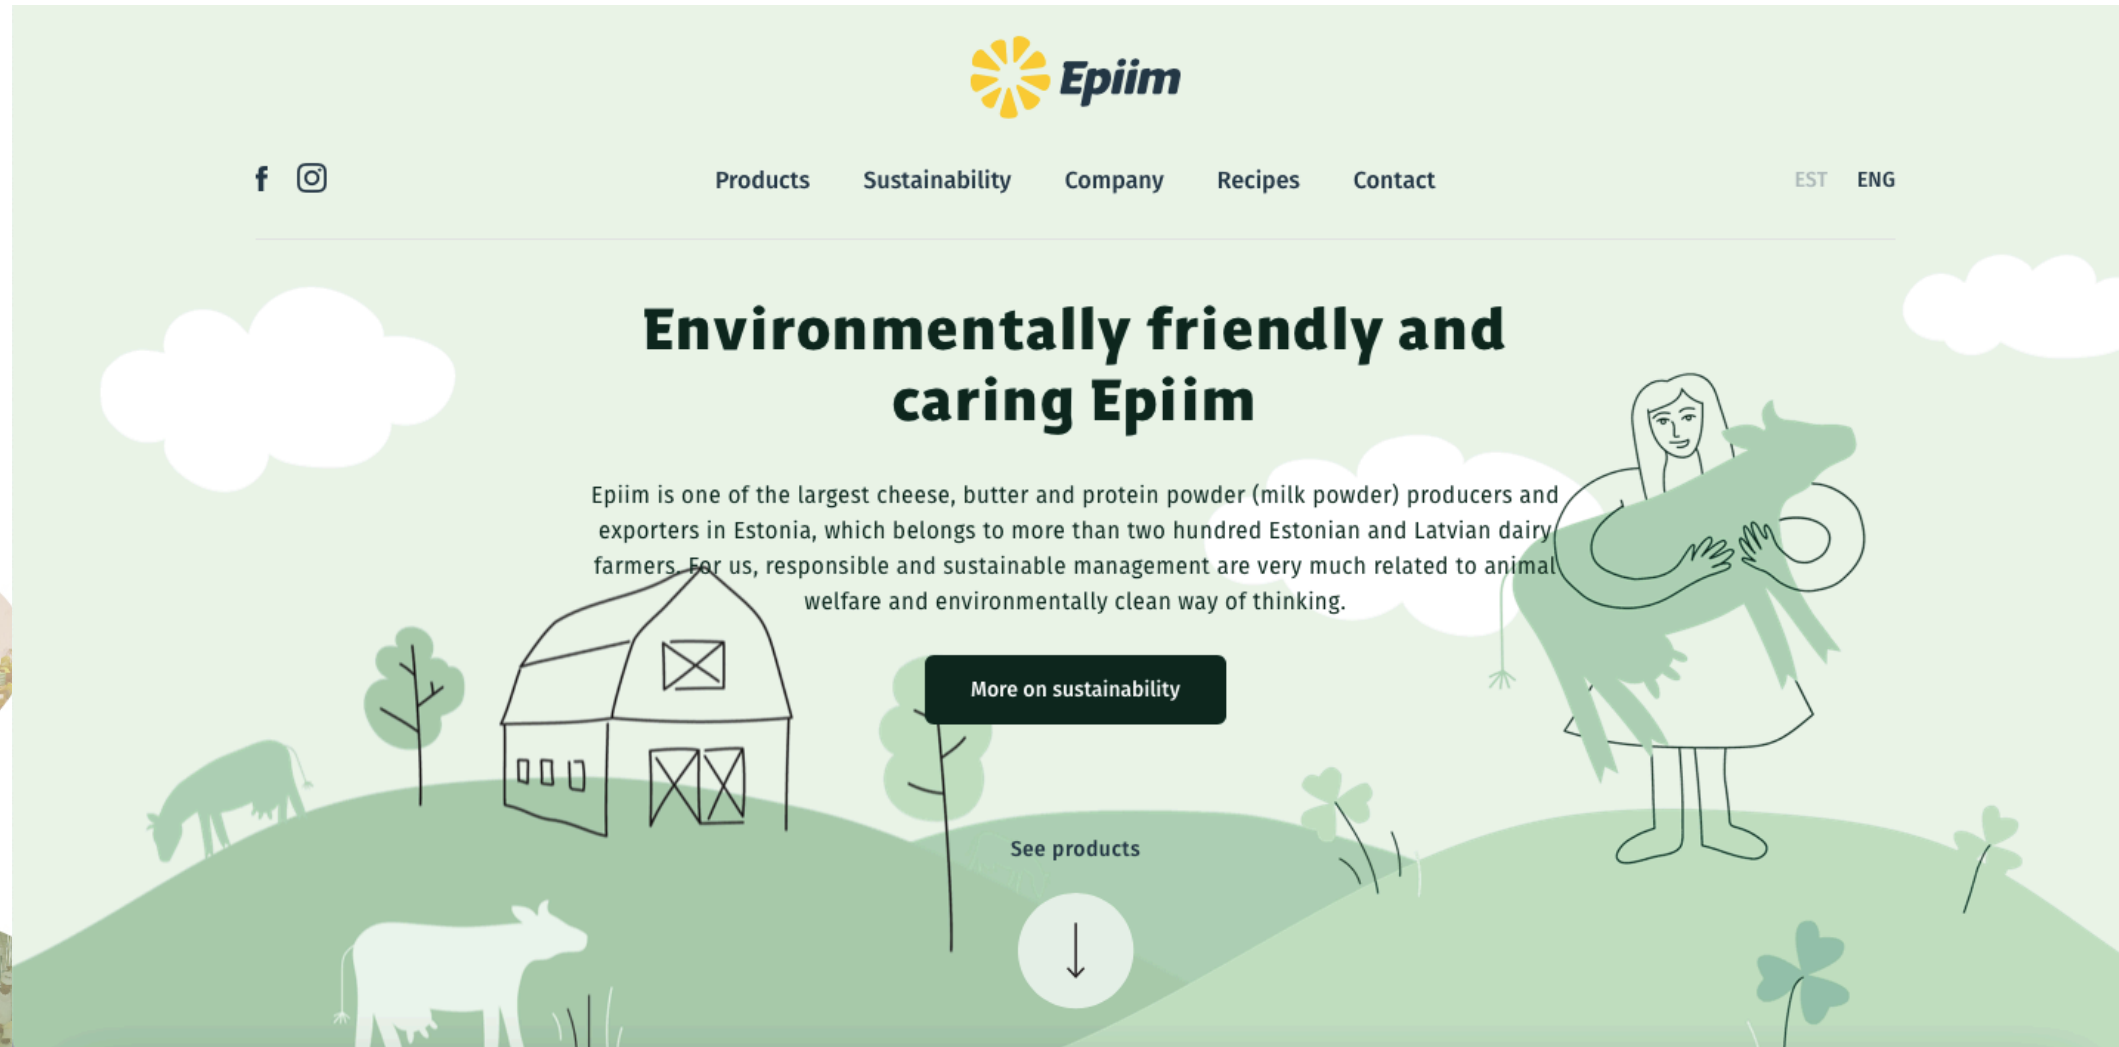 Epiim
Products Sustainability Company Recipes Contact
EST ENG
Environmentally friendly and
caring Epiim
Epiim is one of the largest cheese, butter and protein powder (milk powder) producers and
exporters in Estonia, which belongs to more than two hundred Estonian and Latvian dairy
farmers. For us, responsible and sustainable management are very much related to animal
welfare and environmentally clean way of thinking.
More on sustainability
See products